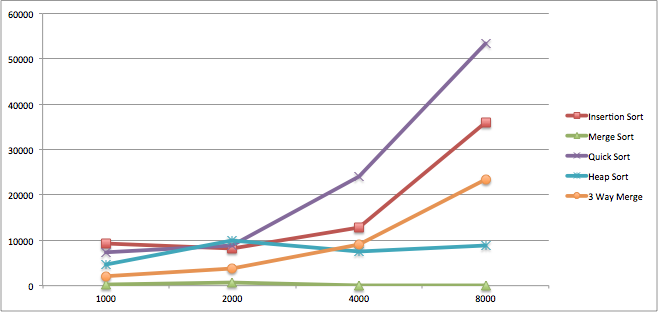 60000
50000
40000
30000
20000
10000
0
1000 2000 4000 8000
Insertion Sort
Merge Sort
Quick Sort
Heap Sort
3 Way Merge